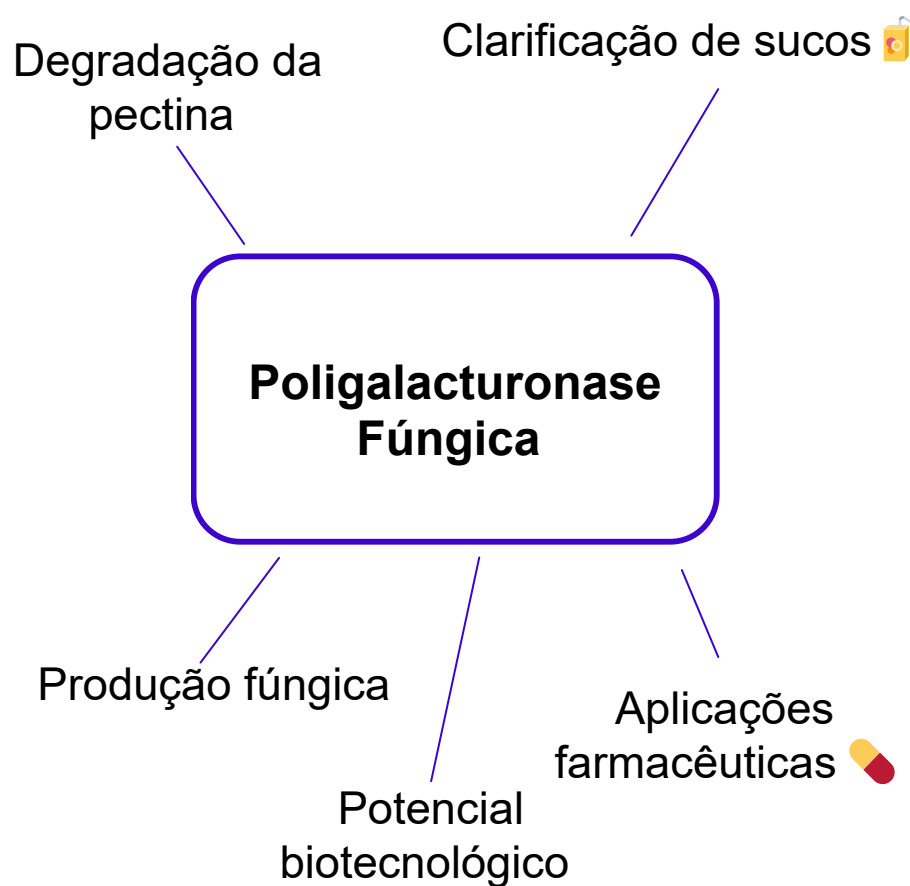 Degradação da
pectina
Clarificação de sucos
Poligalacturonase
Fúngica
Produção fúngica
Potencial
biotecnológico
Aplicações
farmacêuticas